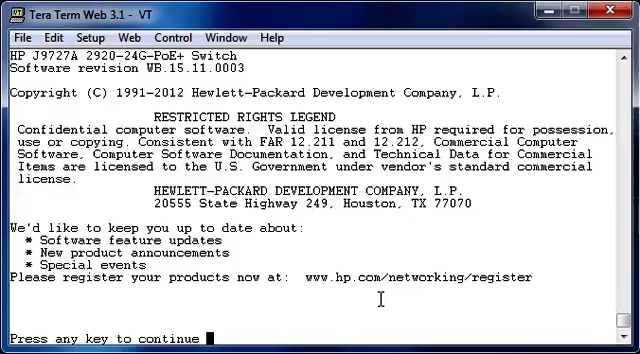 Tera Term Web 3.1 - VT
File Edit Setup Web Control Window Help
HP J9727A 2920-24G-PoE+ Switch
Software revision WB.15.11.0003
Copyright (C) 1991-2012 Hewlett-Packard Development Company, L.P.
RESTRICTED RIGHTS LEGEND
Confidential computer software. Valid license from HP required for possession,
use or copying. Consistent with FAR 12.211 and 12.212, Commercial Computer
Software, Computer Software Documentation, and Technical Data for Commercial
Items are licensed to the U.S. Government under vendor's standard commercial
license.
HEWLETT-PACKARD DEVELOPMENT COMPANY, L.P.
20555 State Highway 249, Houston, TX 77070
We'd like to keep you up to date about:
* Software feature updates
* New product announcements
* Special events
Please register your products now at: www.hp.com/networking/register
Press any key to continue